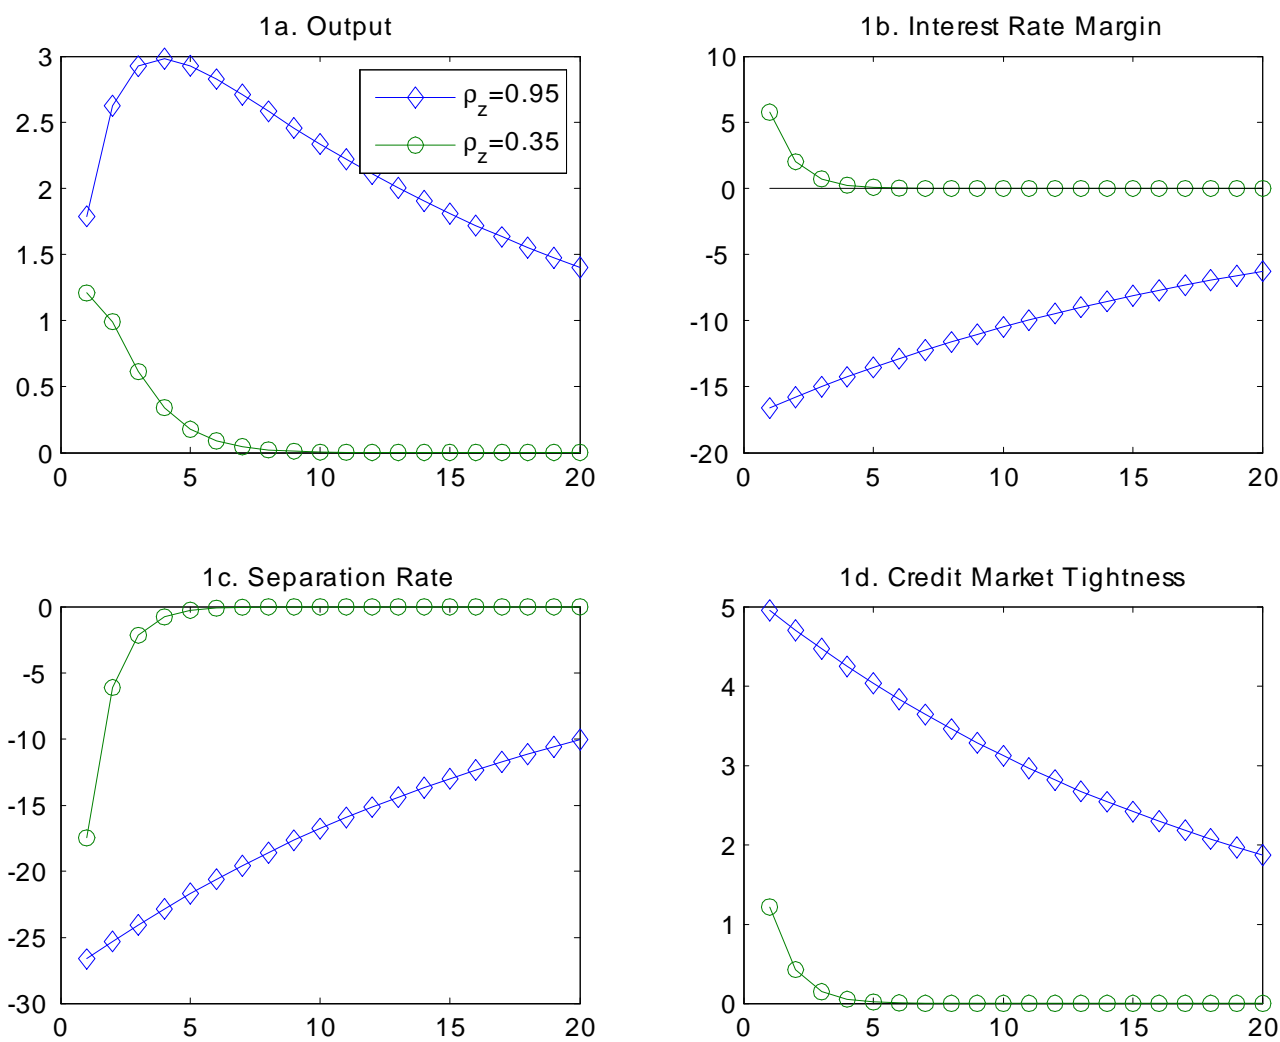 1a. Output
3
2.5
2
1.5
1
0.5
0
0 5 10 15 20
ρz=0.95
ρz=0.35
1b. Interest Rate Margin
10
5
0
-5
-10
-15
-20
0 5 10 15 20
1c. Separation Rate
0
-5
-10
-15
-20
-25
-30
0 5 10 15 20
1d. Credit Market Tightness
5
4
3
2
1
0
0 5 10 15 20